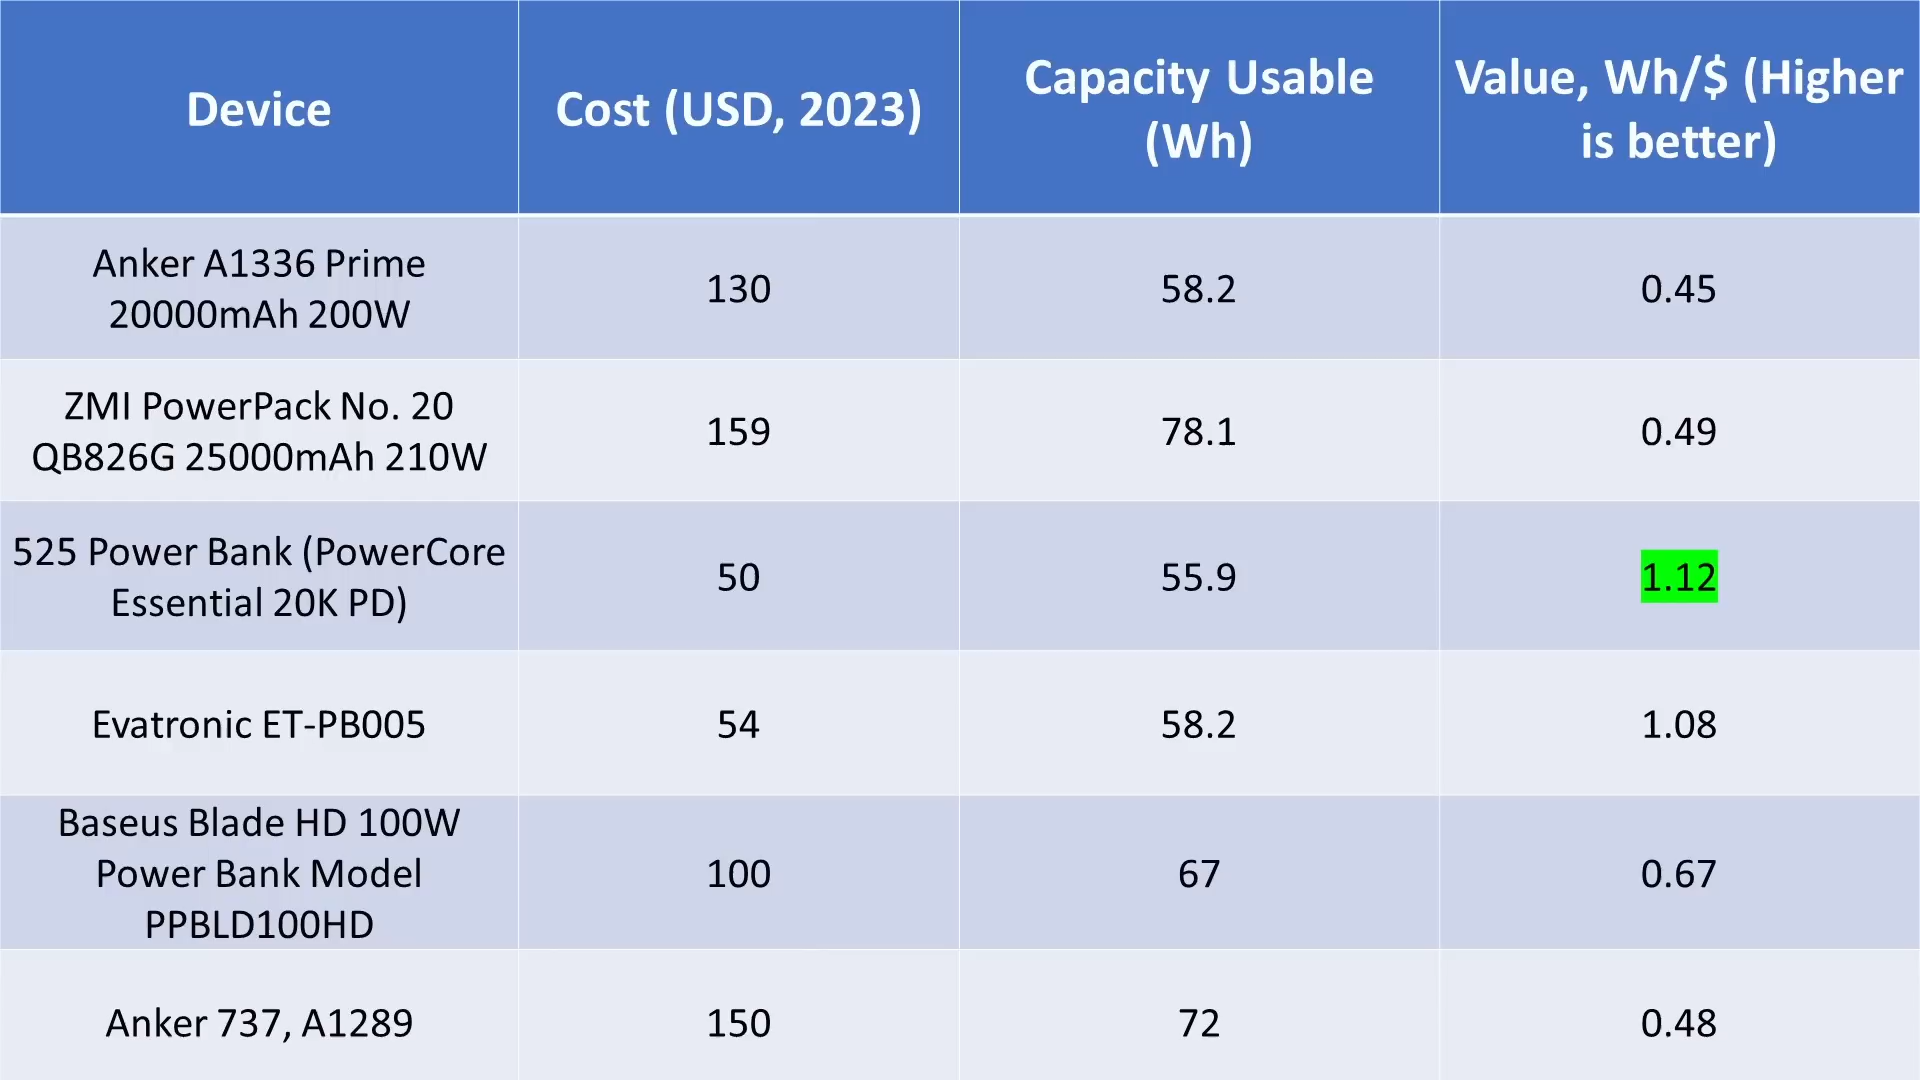 Device
Cost (USD, 2023)
Capacity Usable
(Wh)
Value, Wh/$ (Higher
is better)
Anker A1336 Prime
20000mAh 200W
130
58.2
0.45
ZMI PowerPack No. 20
QB826G 25000mAh 210W
159
78.1
0.49
525 Power Bank (PowerCore
Essential 20K PD)
50
55.9
1.12
Evatronic ET-PB005
54
58.2
1.08
Baseus Blade HD 100W
Power Bank Model
PPBLD100HD
100
67
0.67
Anker 737, A1289
150
72
0.48